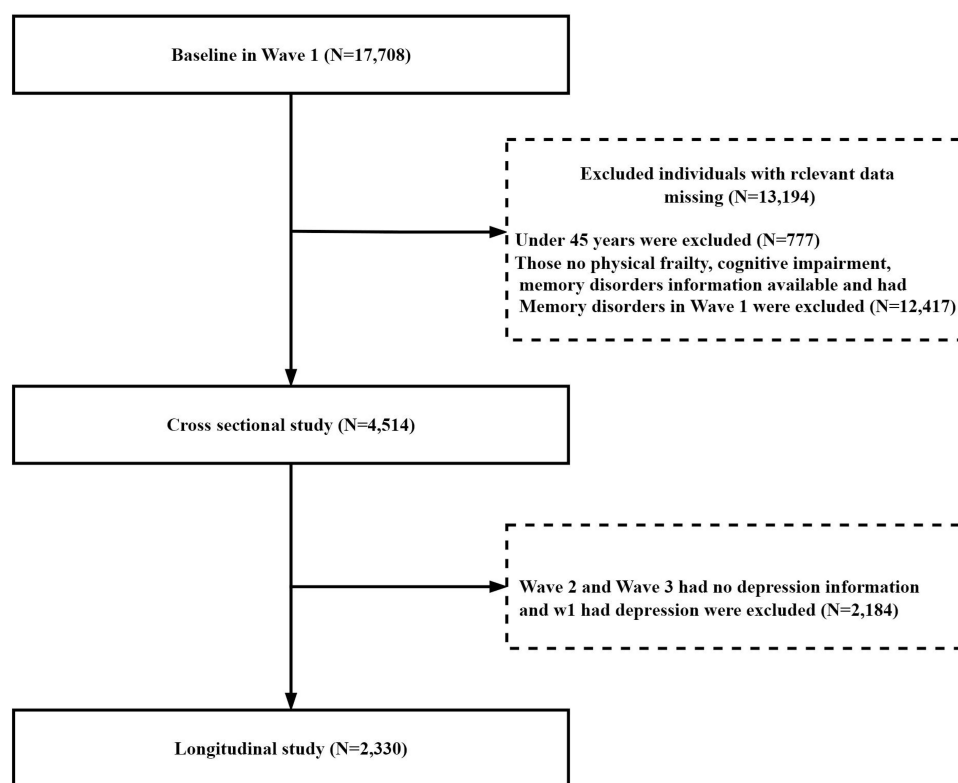 Baseline in Wave 1 (N=17,708)
Excluded individuals with rclevant data
missing (N=13,194)
Under 45 years were excluded (N=777)
Those no physical frailty, cognitive impairment,
memory disorders information available and had
Memory disorders in Wave 1 were excluded (N=12,417)
Cross sectional study (N=4,514)
Wave 2 and Wave 3 had no depression information
and w1 had depression were excluded (N=2,184)
Longitudinal study (N=2,330)